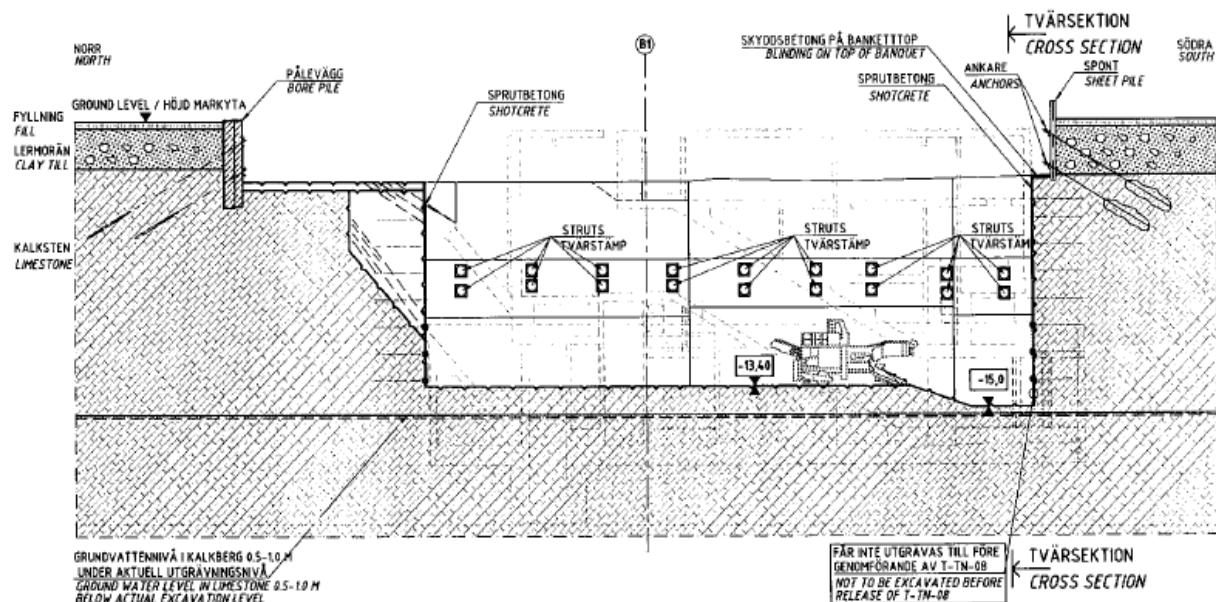 NORR
NORTH
B1
SKYDDSBETONG PÅ BANKETTTOP
BLINDING ON TOP OF BANQUET
TVÄRSEKTION
CROSS SECTION
SÖDRA
SOUTH
PÅLEVÄGG
BORE PILE
SPRUTBETONG
SHOTCRETE
SPRUTBETONG
SHOTCRETE
ANKARE
ANCHORS
SPONT
SHEET PILE
GROUND LEVEL / HÖJD MARKYTA
FYLLNING
FILL
LERMORÄN
CLAY TILL
KALKSTEN
LIMESTONE
STRUTS
TVÄRSTÄMP
STRUTS
TVÄRSTÄMP
STRUTS
TVÄRSTÄM
-13,40
-15,0
GRUNDVATTENNIVÅ I KALKBERG 0.5-1.0 M
UNDER AKTUELL UTGRÄVNINGSNIVÅ
GROUND WATER LEVEL IN LIMESTONE 0.5-1.0 M
BELOW ACTUAL EXCAVATION LEVEL
FÅR INTE UTGRÄVAS TILL FÖRE
GENOMFÖRANDE AV T-TN-08
NOT TO BE EXCAVATED BEFORE
RELEASE OF T-TN-08
TVÄRSEKTION
CROSS SECTION